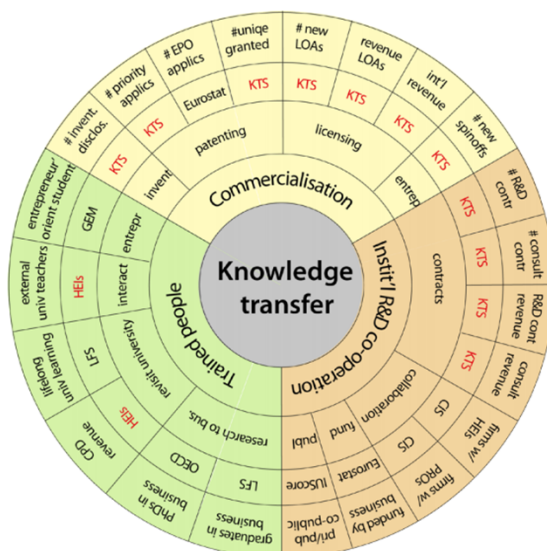 Knowledge
transfer
Commercialisation
invent
patenting
licensing
entrep
KTS
KTS
Eurostat
KTS
KTS
KTS
KTS
KTS
# invent.
disclos.
# priority
applics
# EPO
applics
#uniqe
granted
# new
LOAs
revenue
LOAs
int'l
revenue
# new
spinoffs
Instit'l R&D co-operation
contracts
collaboration
fund
publ
KTS
KTS
KTS
KTS
CIS
CIS
Eurostat
IUScore
# R&D
contr
# consult
contr
R&D cont
revenue
consult
revenue
firms w/
HEIs
firms w/
PROs
funded by
business
pri/pub
co-public
Trained people
research to bus.
revisit university
interact
entrepr
LFS
OECD
HEIs
LFS
HEIs
GEM
graduates in
business
PhDs in
business
CPD
revenue
lifelong
univ learning
external
univ teachers
entrepreneur'
orient student